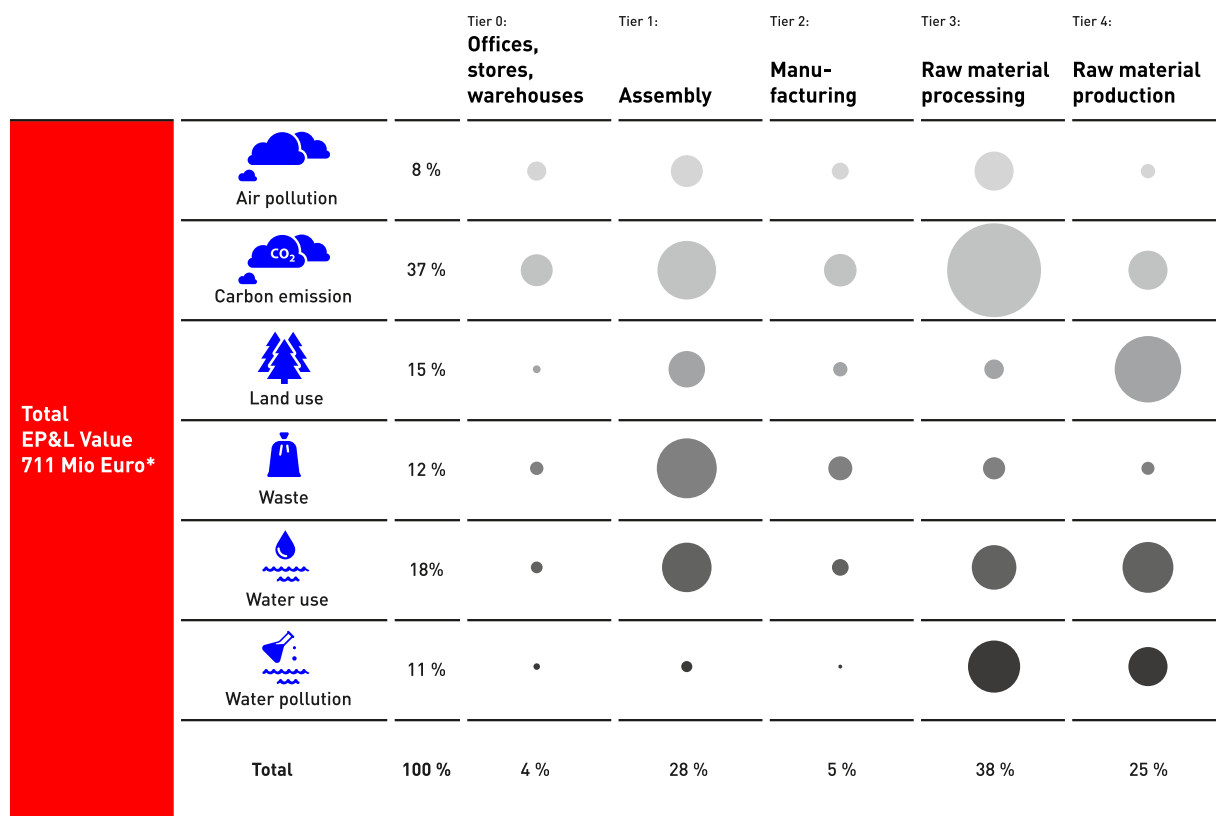 Tier 0:
Offices,
stores,
warehouses
Tier 1:
Assembly
Tier 2:
Manu-
facturing
Tier 3:
Raw material
processing
Tier 4:
Raw material
production
Total
EP&L Value
711 Mio Euro*
Air pollution
8 %
CO2
Carbon emission
37 %
Land use
15 %
Waste
12 %
Water use
18%
Water pollution
11 %
Total 100 % 4 % 28 % 5 % 38 % 25 %